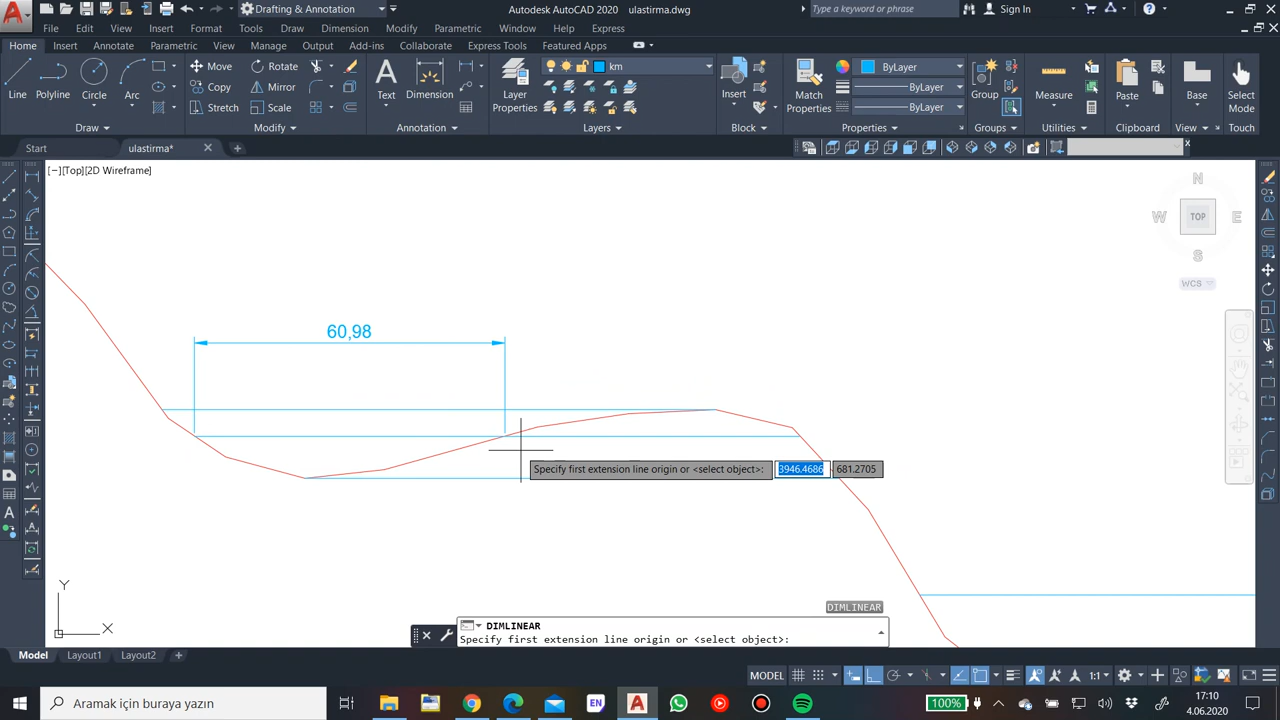 Drafting & Annotation
Autodesk AutoCAD 2020 ulastirma.dwg
Type a keyword or phrase
Sign In
File Edit View Insert Format Tools Draw Dimension Modify Parametric Window Help Express
Home Insert Annotate Parametric View Manage Output Add-ins Collaborate Express Tools Featured Apps
Line Polyline Circle Arc
Move Rotate
Copy Mirror
Stretch Scale
Text Dimension
Layer Properties
km
Insert
Match Properties
ByLayer
ByLayer
ByLayer
Group
Measure
Paste
Base
Select Mode
Draw Modify Annotation Layers Block Properties Groups Utilities Clipboard View Touch
Start ulastirma*
[−][Top][2D Wireframe]
N
W TOP E
S
WCS
60,98
Specify first extension line origin or <select object>: 3946.4686 681.2705
Y
X
DIMLINEAR
DIMLINEAR
Specify first extension line origin or <select object>:
Model Layout1 Layout2
MODEL 1:1
Aramak için buraya yazın
EN
100%
17:10
4.06.2020